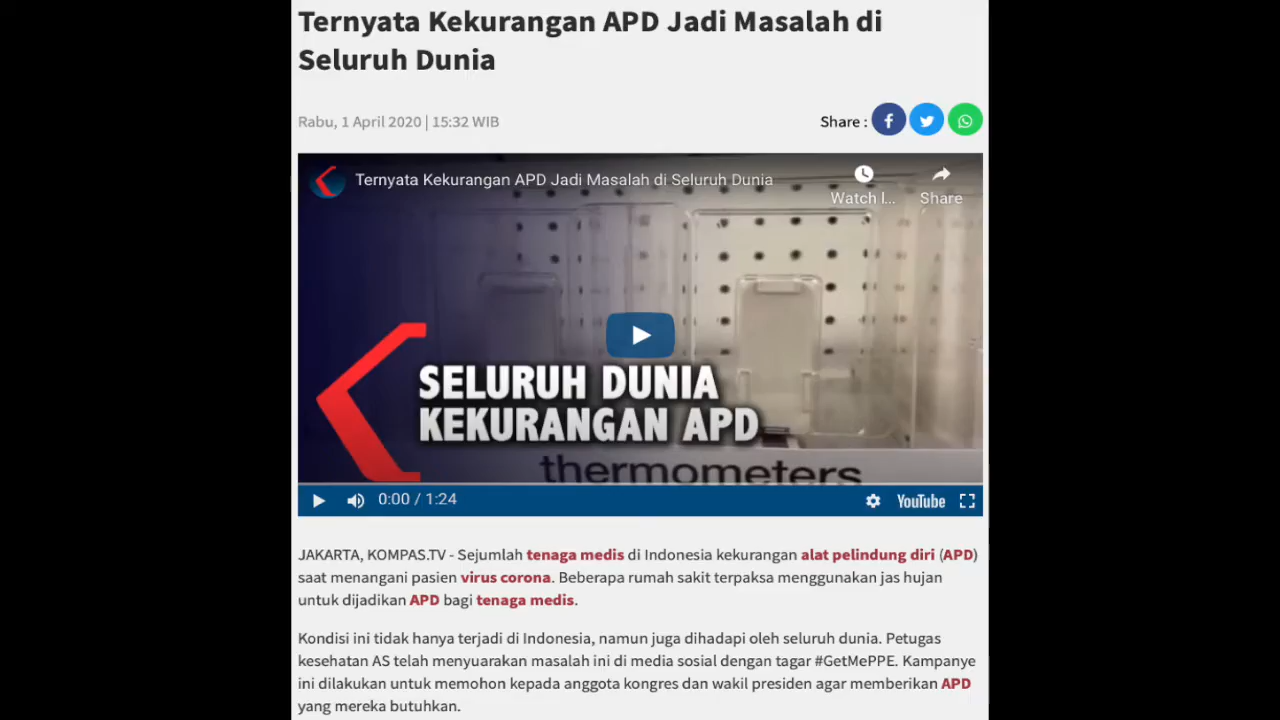 Ternyata Kekurangan APD Jadi Masalah di
Seluruh Dunia
Rabu, 1 April 2020 | 15:32 WIB
Share :
Ternyata Kekurangan APD Jadi Masalah di Seluruh Dunia
Watch l...
Share
SELURUH DUNIA
KEKURANGAN APD
thermometers
0:00 / 1:24
YouTube
JAKARTA, KOMPAS.TV - Sejumlah tenaga medis di Indonesia kekurangan alat pelindung diri (APD)
saat menangani pasien virus corona. Beberapa rumah sakit terpaksa menggunakan jas hujan
untuk dijadikan APD bagi tenaga medis.
Kondisi ini tidak hanya terjadi di Indonesia, namun juga dihadapi oleh seluruh dunia. Petugas
kesehatan AS telah menyuarakan masalah ini di media sosial dengan tagar #GetMePPE. Kampanye
ini dilakukan untuk memohon kepada anggota kongres dan wakil presiden agar memberikan APD
yang mereka butuhkan.